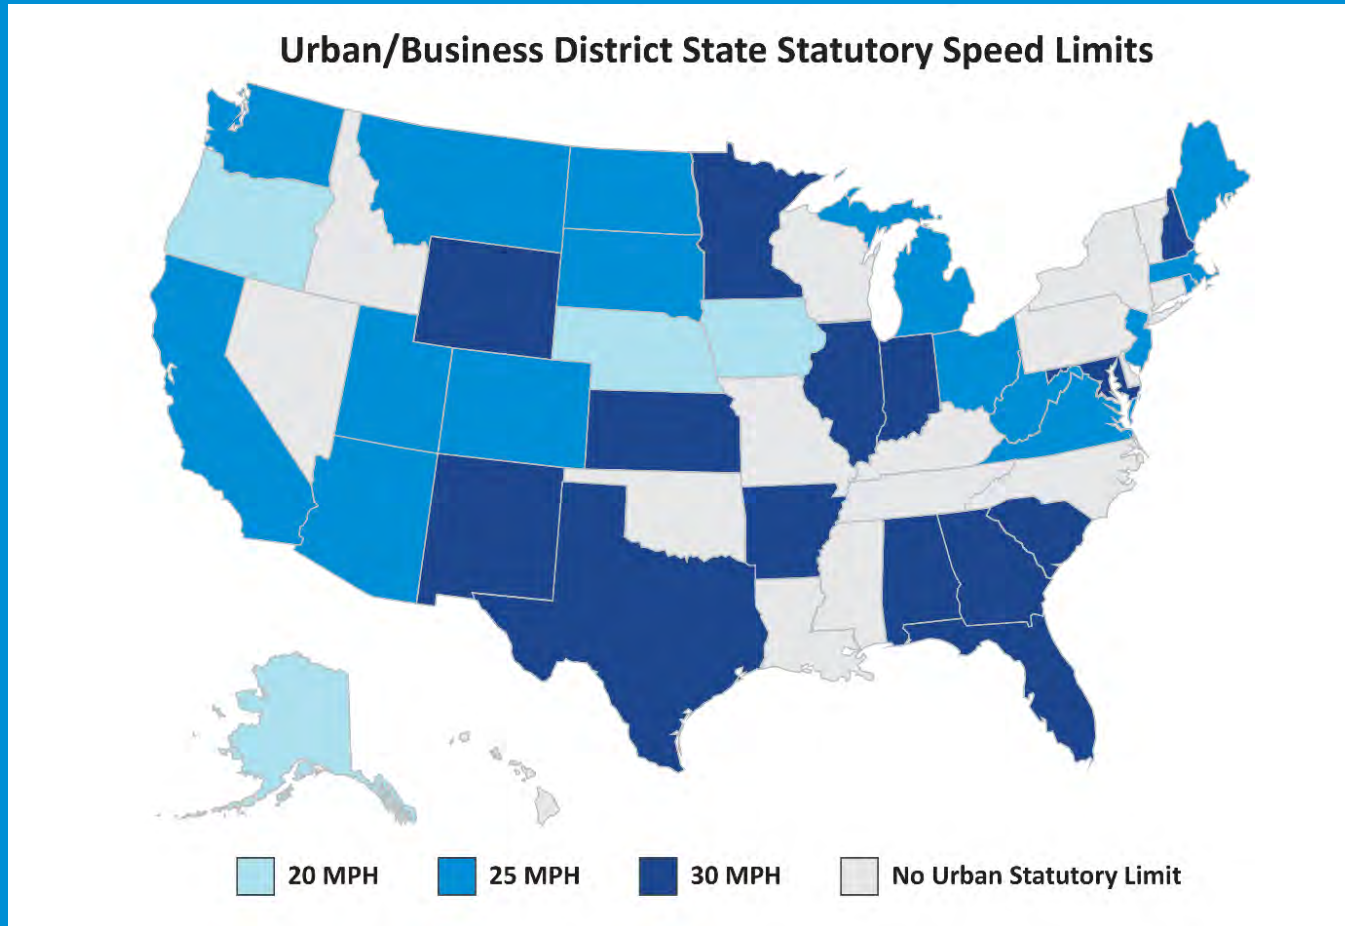 Urban/Business District State Statutory Speed Limits
20 MPH
25 MPH
30 MPH
No Urban Statutory Limit